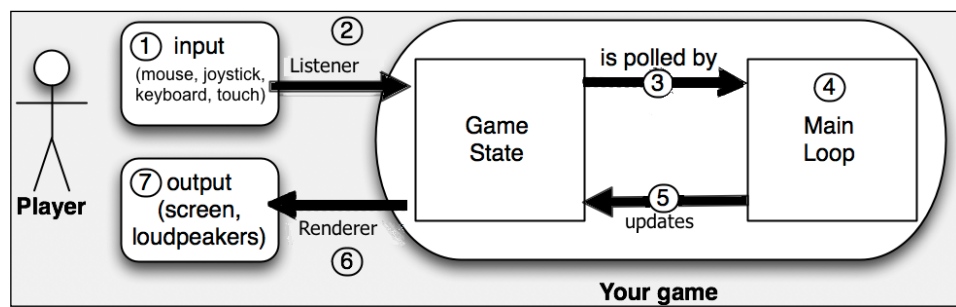 ① input
(mouse, joystick,
keyboard, touch)
②
Listener
Game
State
is polled by
③
④
Main
Loop
⑤
updates
⑥
Renderer
⑦ output
(screen,
loudpeakers)
Player
Your game